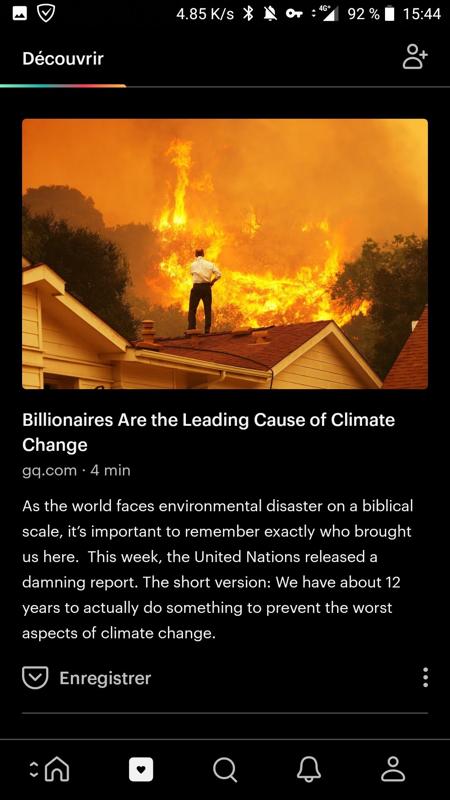 4.85 K/s 4G+ 92 % 15:44
Découvrir
Billionaires Are the Leading Cause of Climate
Change
gq.com · 4 min
As the world faces environmental disaster on a biblical
scale, it’s important to remember exactly who brought
us here.  This week, the United Nations released a
damning report. The short version: We have about 12
years to actually do something to prevent the worst
aspects of climate change.
Enregistrer